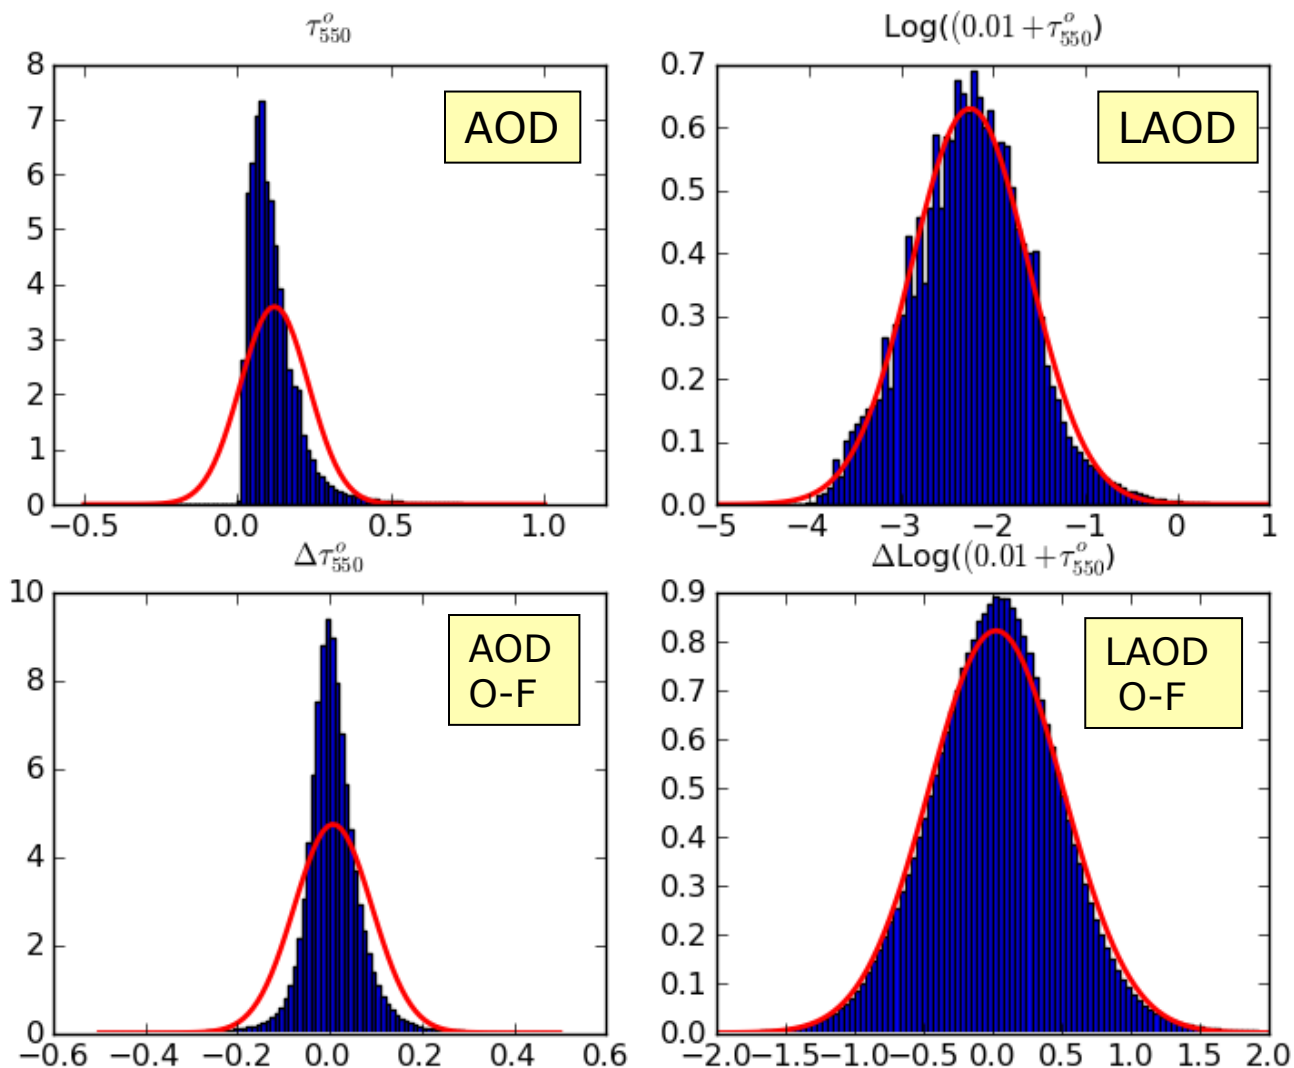 τ^o_550
Log((0.01+τ^o_550)
8
7
6
5
4
3
2
1
0
AOD
−0.5 0.0 0.5 1.0
0.7
0.6
0.5
0.4
0.3
0.2
0.1
0.0
LAOD
−5 −4 −3 −2 −1 0 1
Δτ^o_550
ΔLog((0.01+τ^o_550)
10
8
6
4
2
0
AOD
O-F
−0.6 −0.4 −0.2 0.0 0.2 0.4 0.6
0.9
0.8
0.7
0.6
0.5
0.4
0.3
0.2
0.1
0.0
LAOD
O-F
−2.0 −1.5 −1.0 −0.5 0.0 0.5 1.0 1.5 2.0